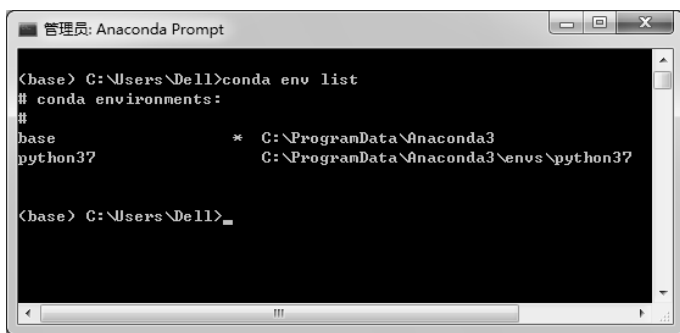 管理员: Anaconda Prompt
(base) C:\Users\Dell>conda env list
# conda environments:
#
base * C:\ProgramData\Anaconda3
python37 C:\ProgramData\Anaconda3\envs\python37
(base) C:\Users\Dell>_